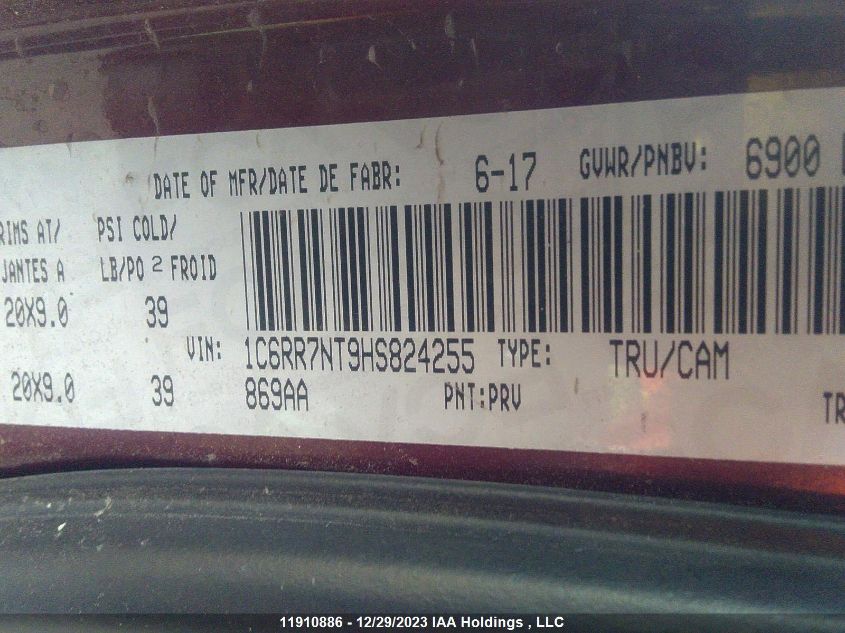 DATE OF MFR/DATE DE FABR: 6-17 GVWR/PNBV: 6900
RIMS AT/ PSI COLD/
JANTES A LB/PO 2 FROID
20X9.0 39
VIN: 1C6RR7NT9HS824255 TYPE: TRU/CAM
20X9.0 39 869AA PNT:PRV TR
11910886 - 12/29/2023 IAA Holdings , LLC